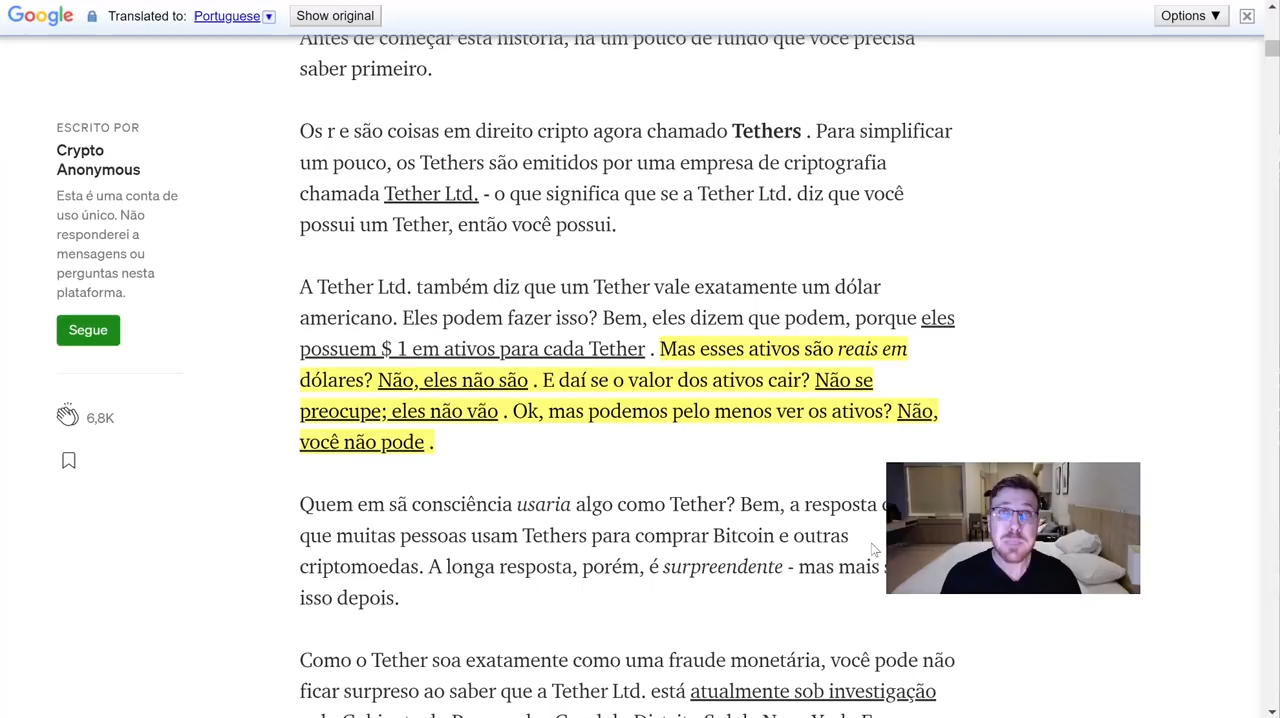 Google Translated to: Portuguese ▼ Show original Options ▼
Antes de começar esta história, há um pouco de fundo que você precisa
saber primeiro.
ESCRITO POR
Crypto
Anonymous
Esta é uma conta de
uso único. Não
responderei a
mensagens ou
perguntas nesta
plataforma.
Segue
6,8K
Os r e são coisas em direito cripto agora chamado Tethers . Para simplificar
um pouco, os Tethers são emitidos por uma empresa de criptografia
chamada Tether Ltd. - o que significa que se a Tether Ltd. diz que você
possui um Tether, então você possui.
A Tether Ltd. também diz que um Tether vale exatamente um dólar
americano. Eles podem fazer isso? Bem, eles dizem que podem, porque eles
possuem $ 1 em ativos para cada Tether . Mas esses ativos são reais em
dólares? Não, eles não são . E daí se o valor dos ativos cair? Não se
preocupe; eles não vão . Ok, mas podemos pelo menos ver os ativos? Não,
você não pode .
Quem em sã consciência usaria algo como Tether? Bem, a resposta
que muitas pessoas usam Tethers para comprar Bitcoin e outras
criptomoedas. A longa resposta, porém, é surpreendente - mas mais
isso depois.
Como o Tether soa exatamente como uma fraude monetária, você pode não
ficar surpreso ao saber que a Tether Ltd. está atualmente sob investigação